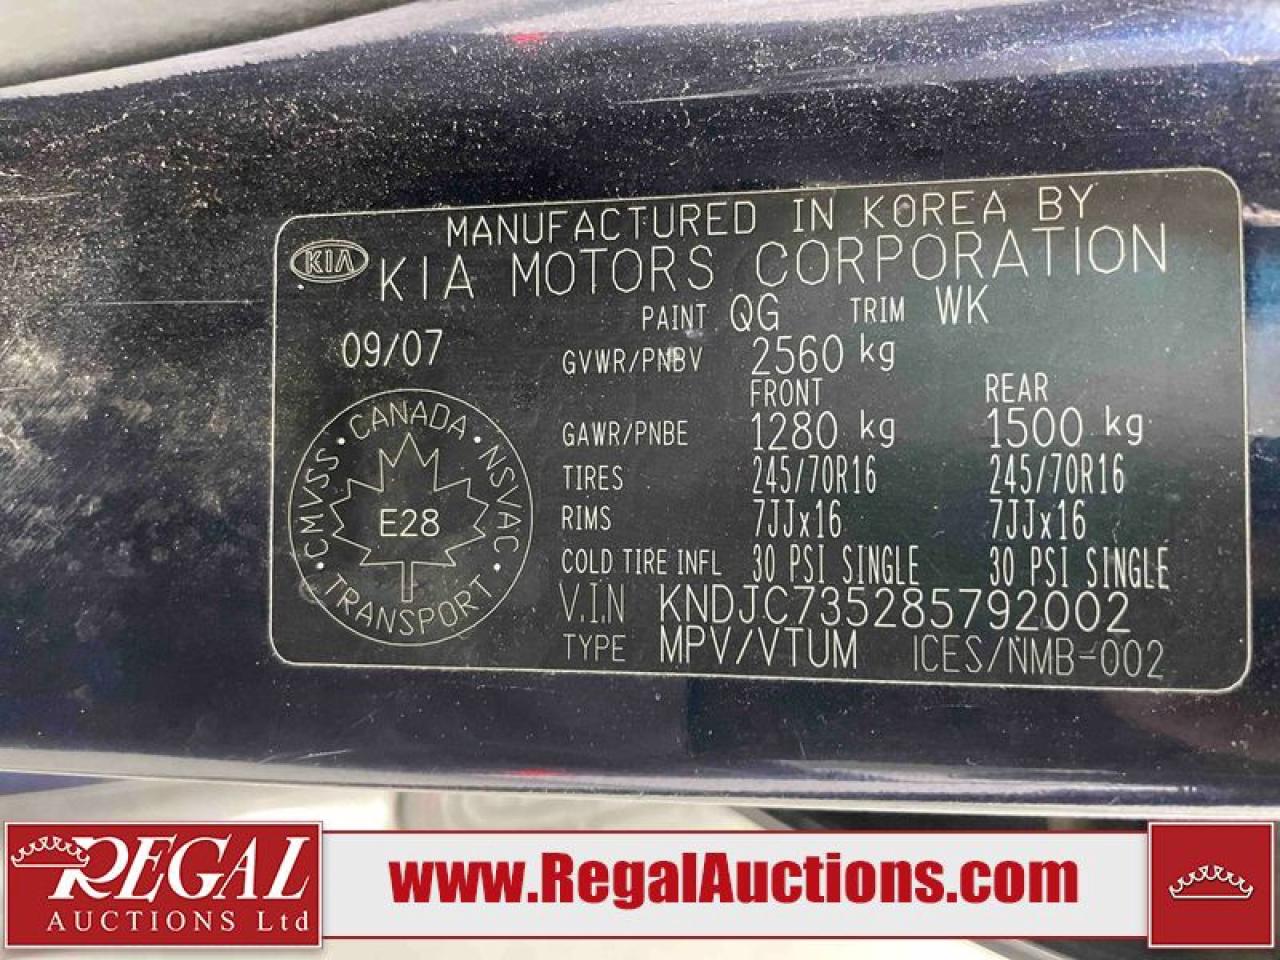 MANUFACTURED IN KOREA BY
KIA KIA MOTORS CORPORATION
PAINT QG TRIM WK
09/07 GVWR/PNBV 2560 kg
FRONT REAR
GAWR/PNBE 1280 kg 1500 kg
TIRES 245/70R16 245/70R16
RIMS 7JJx16 7JJx16
COLD TIRE INFL 30 PSI SINGLE 30 PSI SINGLE
V.I.N KNDJC735285792002
TYPE MPV/VTUM ICES/NMB-002
CMVSS · CANADA · NSVAC · TRANSPORT ·
E28
REGAL
AUCTIONS Ltd
www.RegalAuctions.com